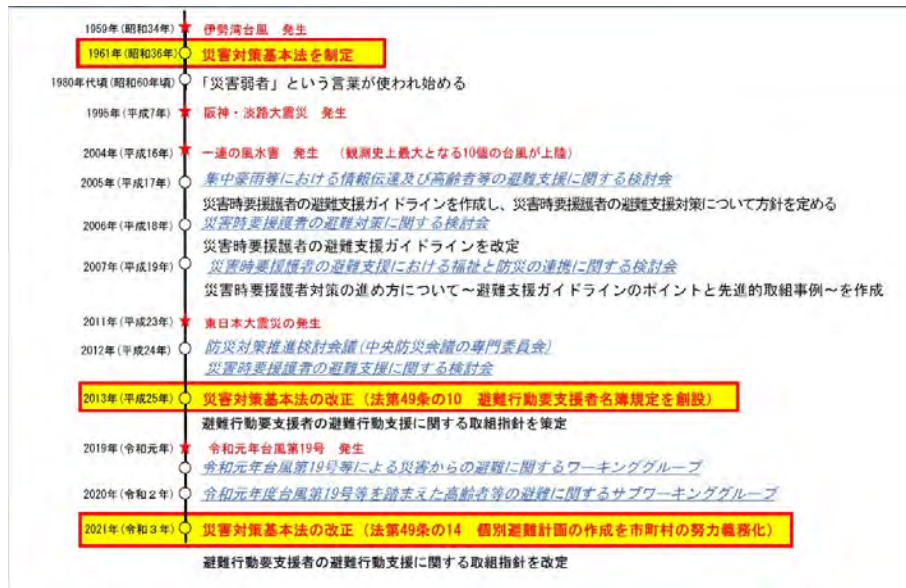 1959年(昭和34年) 伊勢湾台風 発生
1961年(昭和36年) 災害対策基本法を制定
1980年代頃(昭和60年頃) 「災害弱者」という言葉が使われ始める
1995年(平成7年) 阪神・淡路大震災 発生
2004年(平成16年) 一連の風水害 発生 (観測史上最大となる10個の台風が上陸)
2005年(平成17年) 集中豪雨等における情報伝達及び高齢者等の避難支援に関する検討会
災害時要援護者の避難支援ガイドラインを作成し、災害時要援護者の避難支援対策について方針を定める
2006年(平成18年) 災害時要援護者の避難対策に関する検討会
災害時要援護者の避難支援ガイドラインを改定
2007年(平成19年) 災害時要援護者の避難支援における福祉と防災の連携に関する検討会
災害時要援護者対策の進め方について~避難支援ガイドラインのポイントと先進的取組事例~を作成
2011年(平成23年) 東日本大震災の発生
2012年(平成24年) 防災対策推進検討会議(中央防災会議の専門委員会)
災害時要援護者の避難支援に関する検討会
2013年(平成25年) 災害対策基本法の改正(法第49条の10 避難行動要支援者名簿規定を創設)
避難行動要支援者の避難行動支援に関する取組指針を策定
2019年(令和元年) 令和元年台風第19号 発生
令和元年台風第19号等による災害からの避難に関するワーキンググループ
2020年(令和2年) 令和元年度台風第19号等を踏まえた高齢者等の避難に関するサブワーキンググループ
2021年(令和3年) 災害対策基本法の改正(法第49条の14 個別避難計画の作成を市町村の努力義務化)
避難行動要支援者の避難行動支援に関する取組指針を改定